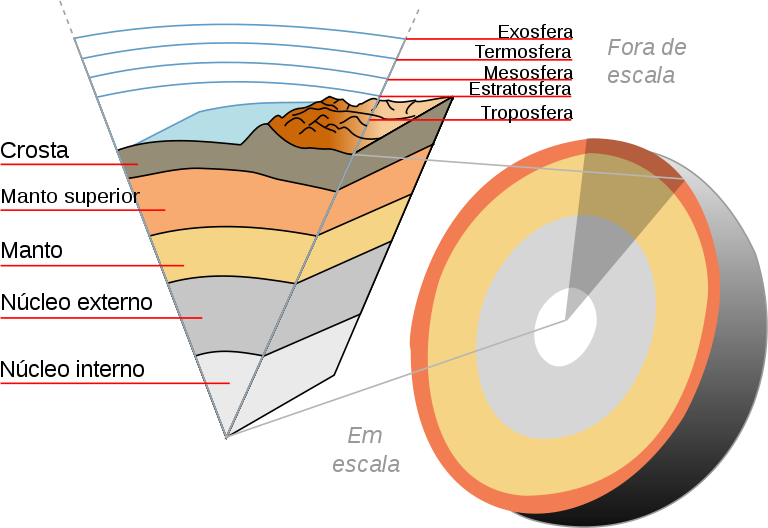 Exosfera
Termosfera
Mesosfera
Estratosfera
Troposfera
Fora de
escala
Crosta
Manto superior
Manto
Núcleo externo
Núcleo interno
Em
escala